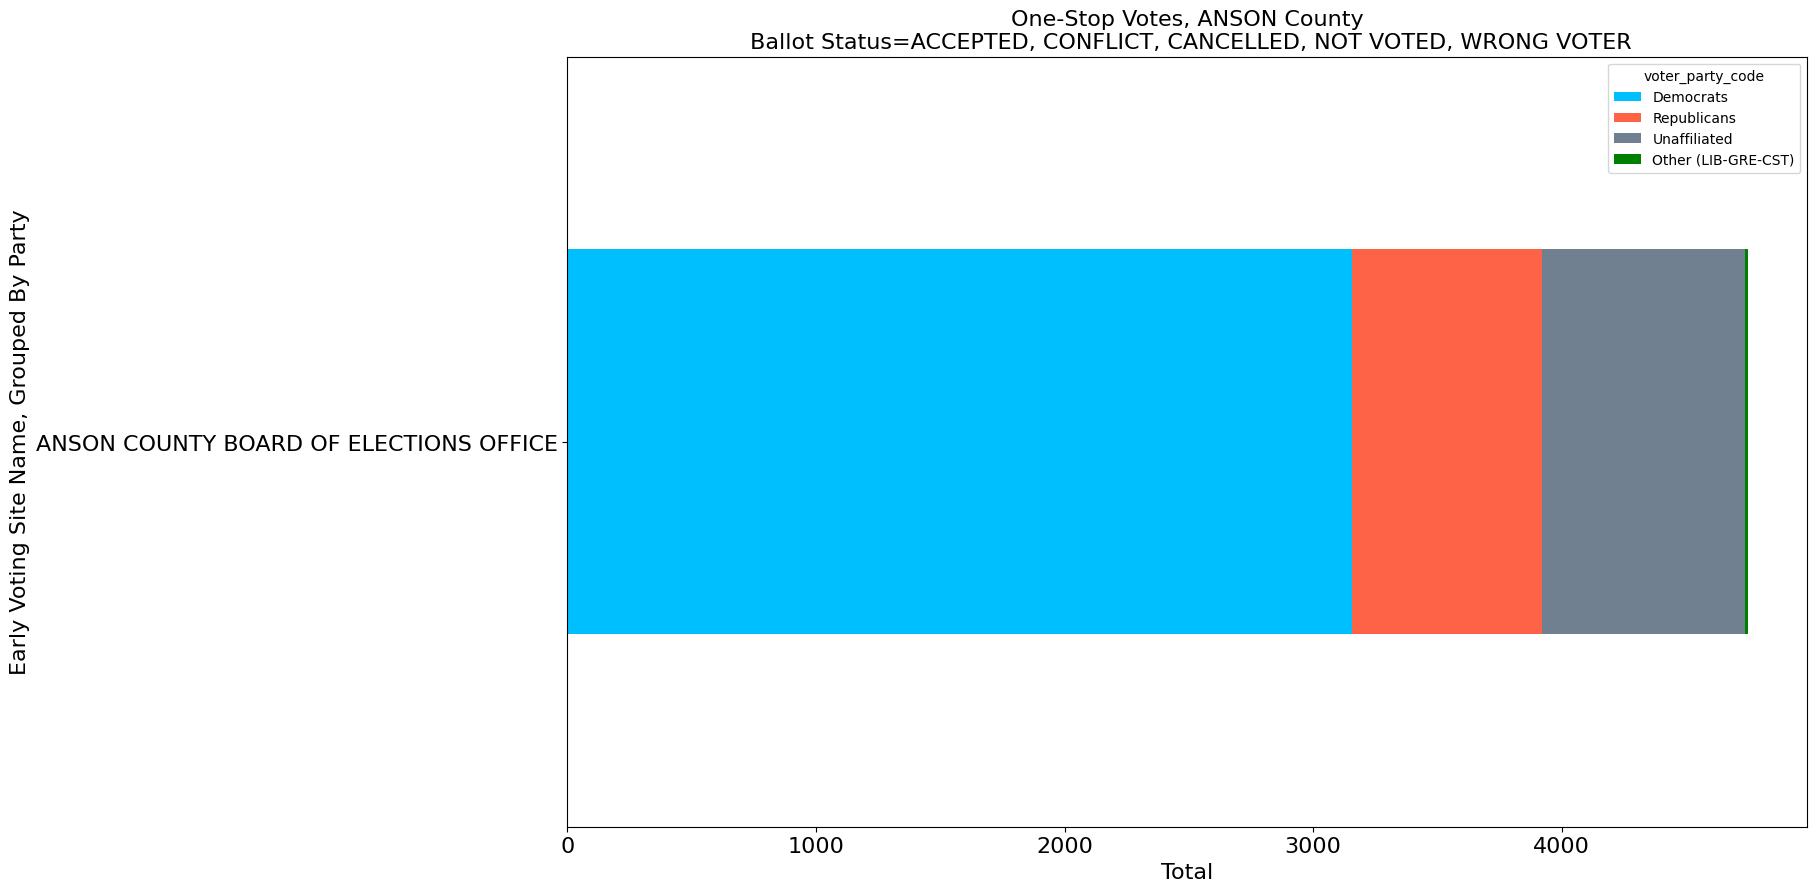 One-Stop Votes, ANSON County
Ballot Status=ACCEPTED, CONFLICT, CANCELLED, NOT VOTED, WRONG VOTER
voter_party_code
Democrats
Republicans
Unaffiliated
Other (LIB-GRE-CST)
Early Voting Site Name, Grouped By Party
ANSON COUNTY BOARD OF ELECTIONS OFFICE
0 1000 2000 3000 4000
Total